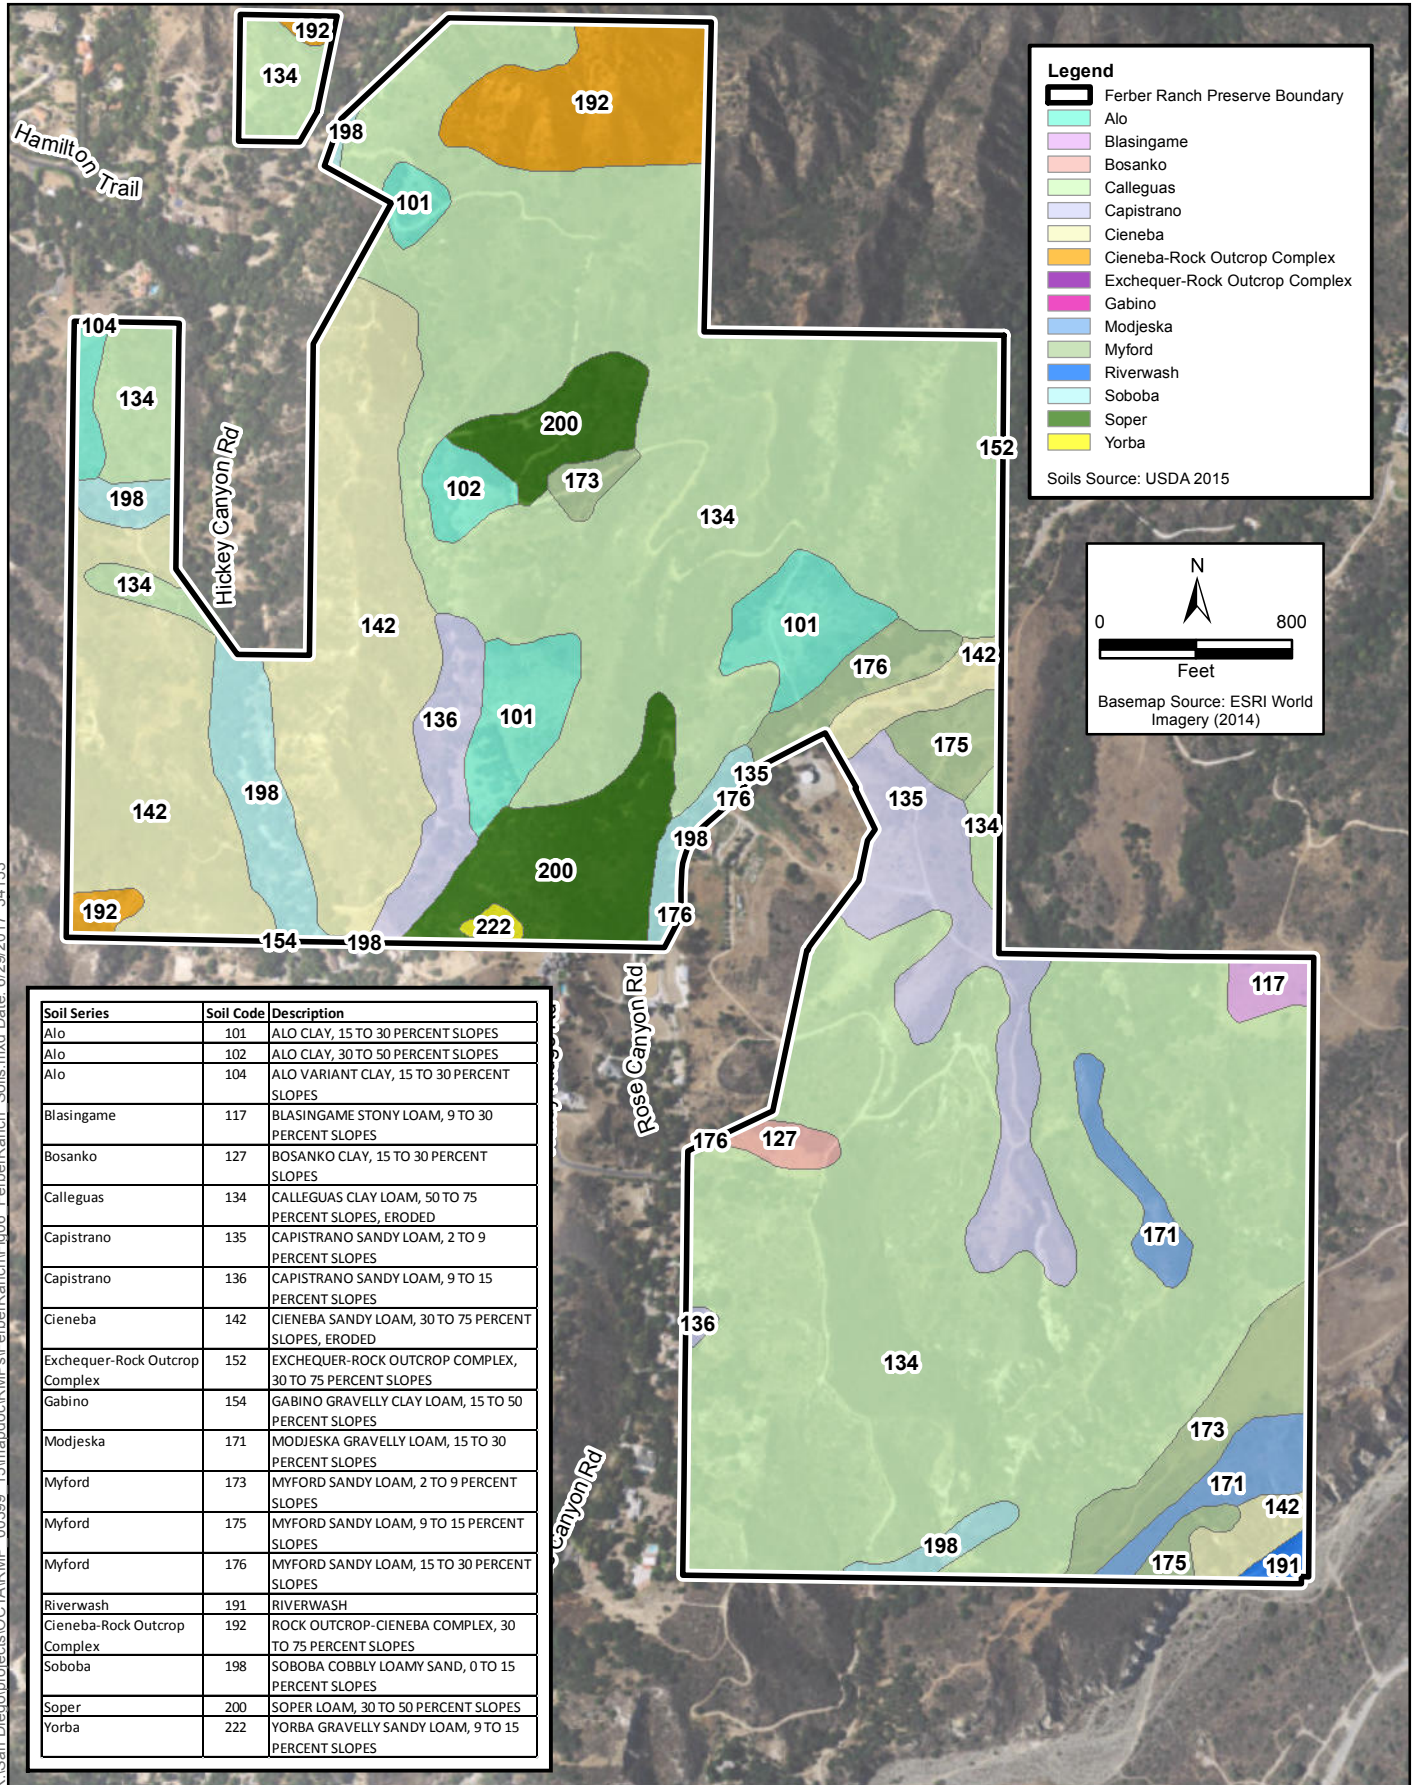 192
134
Hamilton Trail
198
192
101
Legend
Ferber Ranch Preserve Boundary
Alo
Blasingame
Bosanko
Calleguas
Capistrano
Cieneba
Cieneba-Rock Outcrop Complex
Exchequer-Rock Outcrop Complex
Gabino
Modjeska
Myford
Riverwash
Soboba
Soper
Yorba
Soils Source: USDA 2015
104
134
198
134
Hickey Canyon Rd
200
102
173
152
134
N
0 800
Feet
Basemap Source: ESRI World
Imagery (2014)
142
101
176
142
136
101
175
135
176
135
198
142
198
134
200
192
222
176
154
198
117
Rose Canyon Rd
176
127
171
136
134
173
171
142
198
175
191
Canyon Rd
Soil Series Soil Code Description
Alo 101 ALO CLAY, 15 TO 30 PERCENT SLOPES
Alo 102 ALO CLAY, 30 TO 50 PERCENT SLOPES
Alo 104 ALO VARIANT CLAY, 15 TO 30 PERCENT
SLOPES
Blasingame 117 BLASINGAME STONY LOAM, 9 TO 30
PERCENT SLOPES
Bosanko 127 BOSANKO CLAY, 15 TO 30 PERCENT
SLOPES
Calleguas 134 CALLEGUAS CLAY LOAM, 50 TO 75
PERCENT SLOPES, ERODED
Capistrano 135 CAPISTRANO SANDY LOAM, 2 TO 9
PERCENT SLOPES
Capistrano 136 CAPISTRANO SANDY LOAM, 9 TO 15
PERCENT SLOPES
Cieneba 142 CIENEBA SANDY LOAM, 30 TO 75 PERCENT
SLOPES, ERODED
Exchequer-Rock Outcrop 152 EXCHEQUER-ROCK OUTCROP COMPLEX,
Complex 30 TO 75 PERCENT SLOPES
Gabino 154 GABINO GRAVELLY CLAY LOAM, 15 TO 50
PERCENT SLOPES
Modjeska 171 MODJESKA GRAVELLY LOAM, 15 TO 30
PERCENT SLOPES
Myford 173 MYFORD SANDY LOAM, 2 TO 9 PERCENT
SLOPES
Myford 175 MYFORD SANDY LOAM, 9 TO 15 PERCENT
SLOPES
Myford 176 MYFORD SANDY LOAM, 15 TO 30 PERCENT
SLOPES
Riverwash 191 RIVERWASH
Cieneba-Rock Outcrop 192 ROCK OUTCROP-CIENEBA COMPLEX, 30
Complex TO 75 PERCENT SLOPES
Soboba 198 SOBOBA COBBLY LOAMY SAND, 0 TO 15
PERCENT SLOPES
Soper 200 SOPER LOAM, 30 TO 50 PERCENT SLOPES
Yorba 222 YORBA GRAVELLY SANDY LOAM, 9 TO 15
PERCENT SLOPES